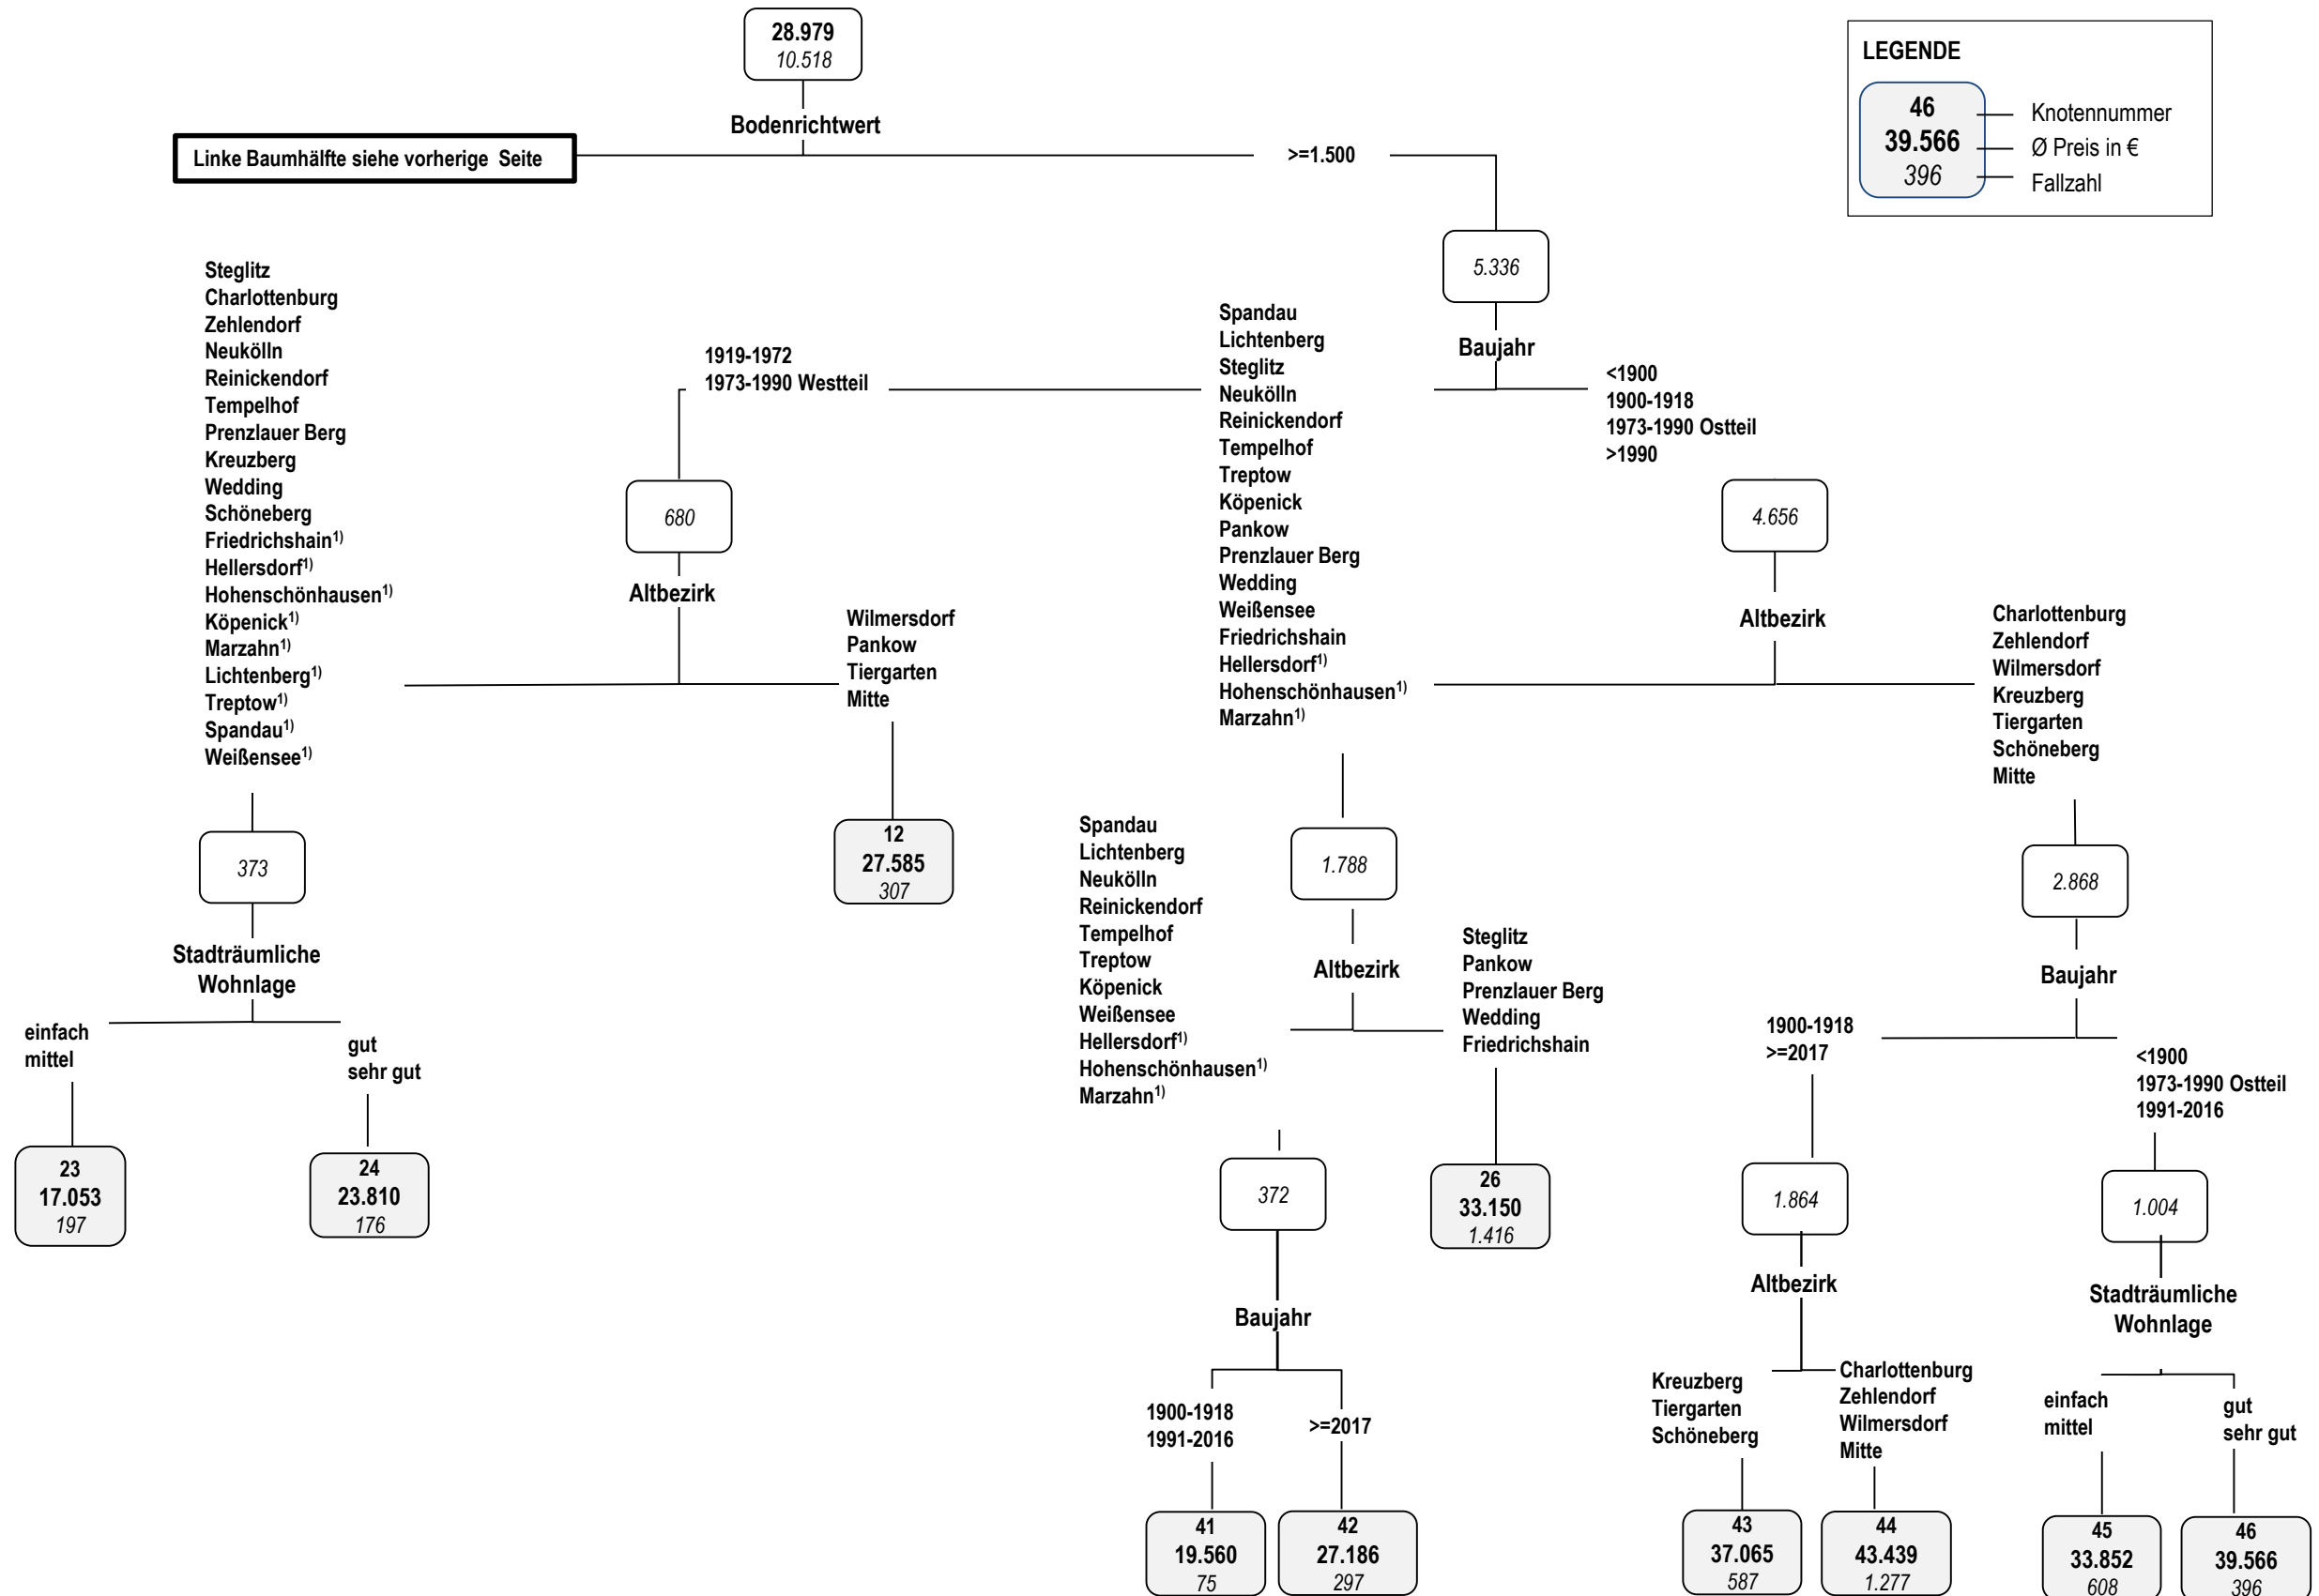 28.979
10.518
Bodenrichtwert
Linke Baumhälfte siehe vorherige Seite
>=1.500
LEGENDE
46
39.566
396
Knotennummer
Ø Preis in €
Fallzahl
5.336
Baujahr
1919-1972
1973-1990 Westteil
<1900
1900-1918
1973-1990 Ostteil
>1990
680
Altbezirk
Steglitz
Charlottenburg
Zehlendorf
Neukölln
Reinickendorf
Tempelhof
Prenzlauer Berg
Kreuzberg
Wedding
Schöneberg
Friedrichshain1)
Hellersdorf1)
Hohenschönhausen1)
Köpenick1)
Marzahn1)
Lichtenberg1)
Treptow1)
Spandau1)
Weißensee1)
Wilmersdorf
Pankow
Tiergarten
Mitte
12
27.585
307
373
Stadträumliche
Wohnlage
einfach
mittel
gut
sehr gut
23
17.053
197
24
23.810
176
4.656
Altbezirk
Spandau
Lichtenberg
Steglitz
Neukölln
Reinickendorf
Tempelhof
Treptow
Köpenick
Pankow
Prenzlauer Berg
Wedding
Weißensee
Friedrichshain
Hellersdorf1)
Hohenschönhausen1)
Marzahn1)
Charlottenburg
Zehlendorf
Wilmersdorf
Kreuzberg
Tiergarten
Schöneberg
Mitte
1.788
Altbezirk
Spandau
Lichtenberg
Neukölln
Reinickendorf
Tempelhof
Treptow
Köpenick
Weißensee
Hellersdorf1)
Hohenschönhausen1)
Marzahn1)
Steglitz
Pankow
Prenzlauer Berg
Wedding
Friedrichshain
372
26
33.150
1.416
Baujahr
1900-1918
1991-2016
>=2017
41
19.560
75
42
27.186
297
2.868
Baujahr
1900-1918
>=2017
<1900
1973-1990 Ostteil
1991-2016
1.864
Altbezirk
Kreuzberg
Tiergarten
Schöneberg
Charlottenburg
Zehlendorf
Wilmersdorf
Mitte
43
37.065
587
44
43.439
1.277
1.004
Stadträumliche
Wohnlage
einfach
mittel
gut
sehr gut
45
33.852
608
46
39.566
396